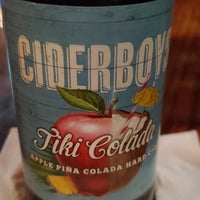 CIDERBOYS
Tiki Colada
APPLE PIÑA COLADA HARD